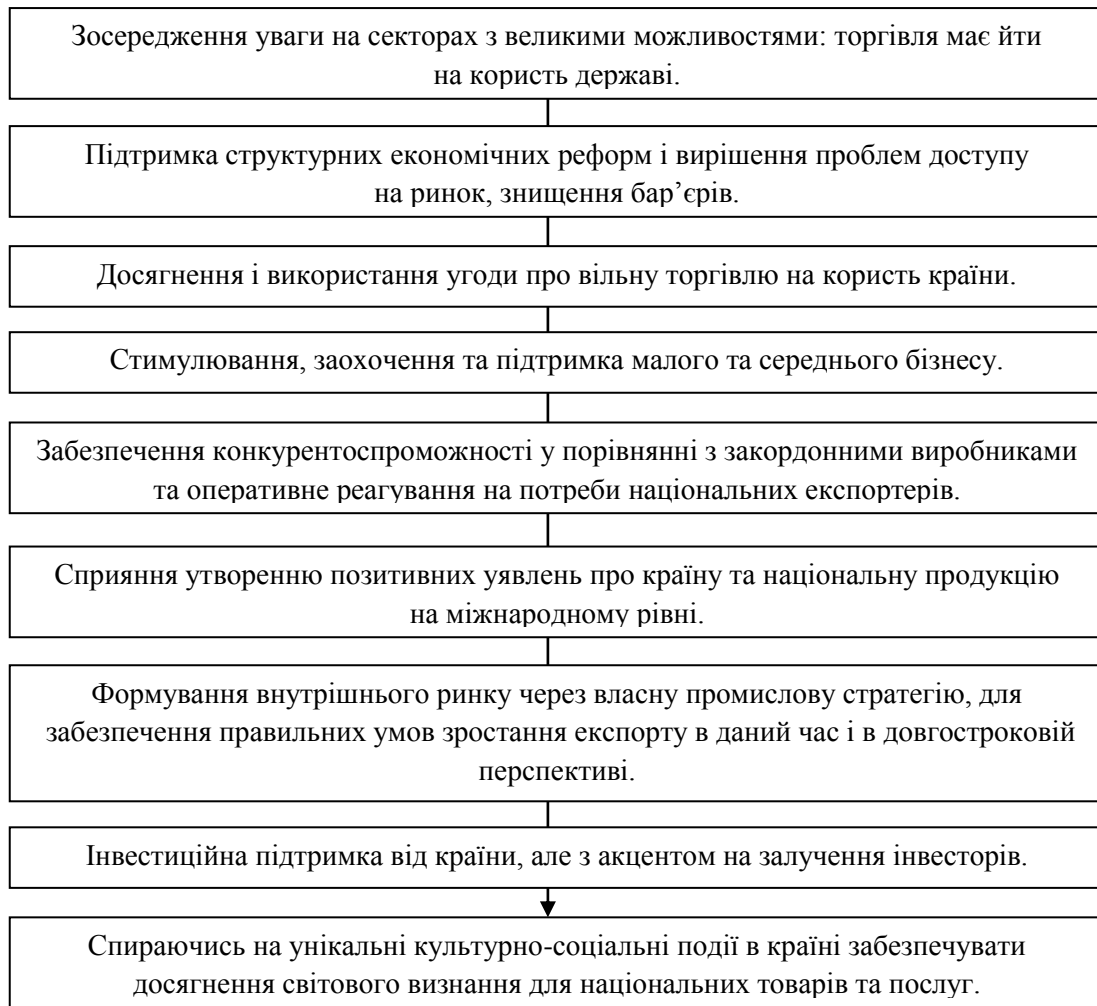 Зосередження уваги на секторах з великими можливостями: торгівля має йти
на користь державі.
Підтримка структурних економічних реформ і вирішення проблем доступу
на ринок, знищення бар’єрів.
Досягнення і використання угоди про вільну торгівлю на користь країни.
Стимулювання, заохочення та підтримка малого та середнього бізнесу.
Забезпечення конкурентоспроможності у порівнянні з закордонними виробниками
та оперативне реагування на потреби національних експортерів.
Сприяння утворенню позитивних уявлень про країну та національну продукцію
на міжнародному рівні.
Формування внутрішнього ринку через власну промислову стратегію, для
забезпечення правильних умов зростання експорту в даний час і в довгостроковій
перспективі.
Інвестиційна підтримка від країни, але з акцентом на залучення інвесторів.
Спираючись на унікальні культурно-соціальні події в країні забезпечувати
досягнення світового визнання для національних товарів та послуг.